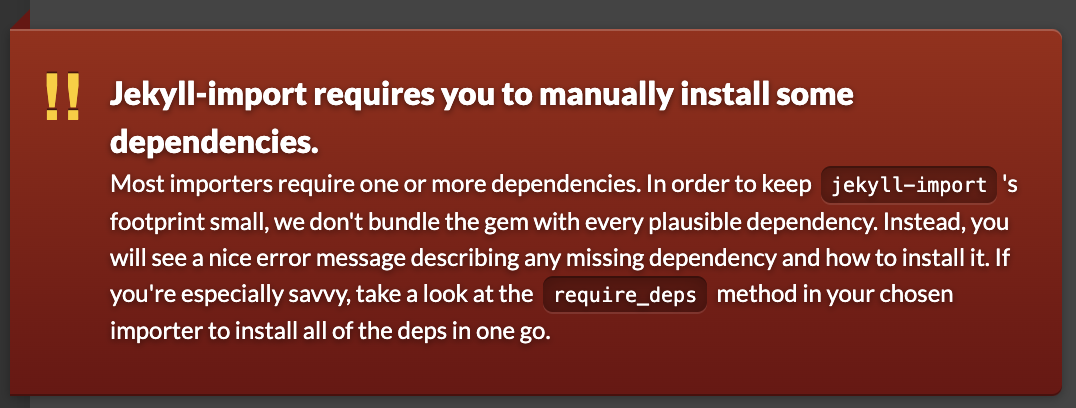 !! Jekyll-import requires you to manually install some
dependencies.
Most importers require one or more dependencies. In order to keep jekyll-import 's
footprint small, we don't bundle the gem with every plausible dependency. Instead, you
will see a nice error message describing any missing dependency and how to install it. If
you're especially savvy, take a look at the require_deps method in your chosen
importer to install all of the deps in one go.